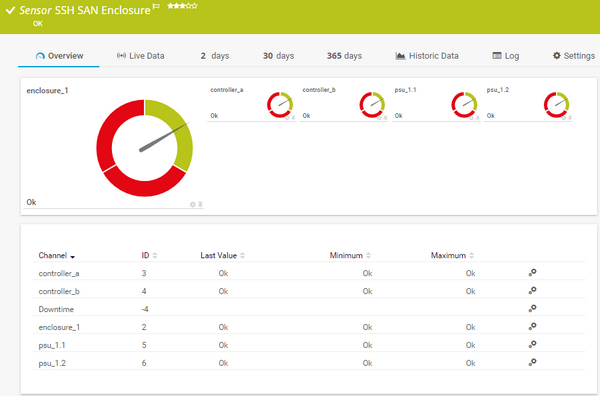 Sensor SSH SAN Enclosure
OK
Overview Live Data 2 days 30 days 365 days Historic Data Log Settings
enclosure_1
Ok
controller_a
Ok
controller_b
Ok
psu_1.1
Ok
psu_1.2
Ok
Channel ID Last Value Minimum Maximum
controller_a 3 Ok Ok Ok
controller_b 4 Ok Ok Ok
Downtime -4
enclosure_1 2 Ok Ok Ok
psu_1.1 5 Ok Ok Ok
psu_1.2 6 Ok Ok Ok